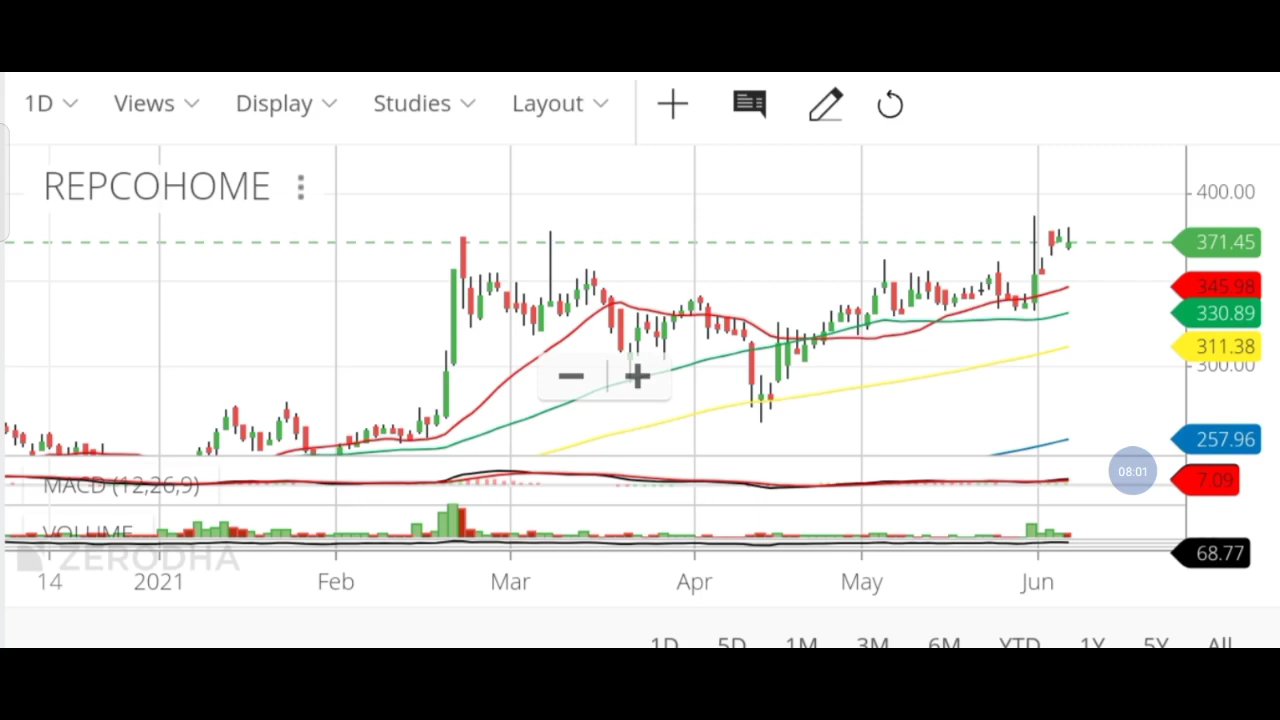 1D Views Display Studies Layout
REPCOHOME
400.00
371.45
345.98
330.89
311.38
300.00
257.96
08:01
MACD (12,26,9)
7.09
VOLUME
ZERODHA
68.77
14 2021 Feb Mar Apr May Jun
1D 5D 1M 3M 6M YTD 1Y 5Y All